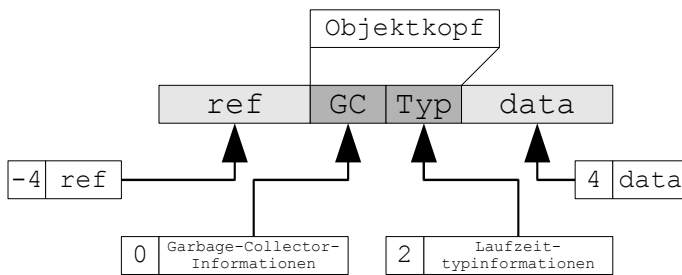 Objektkopf
ref GC Typ data
-4 ref
4 data
0 Garbage-Collector-
Informationen
2 Laufzeit-
typinformationen